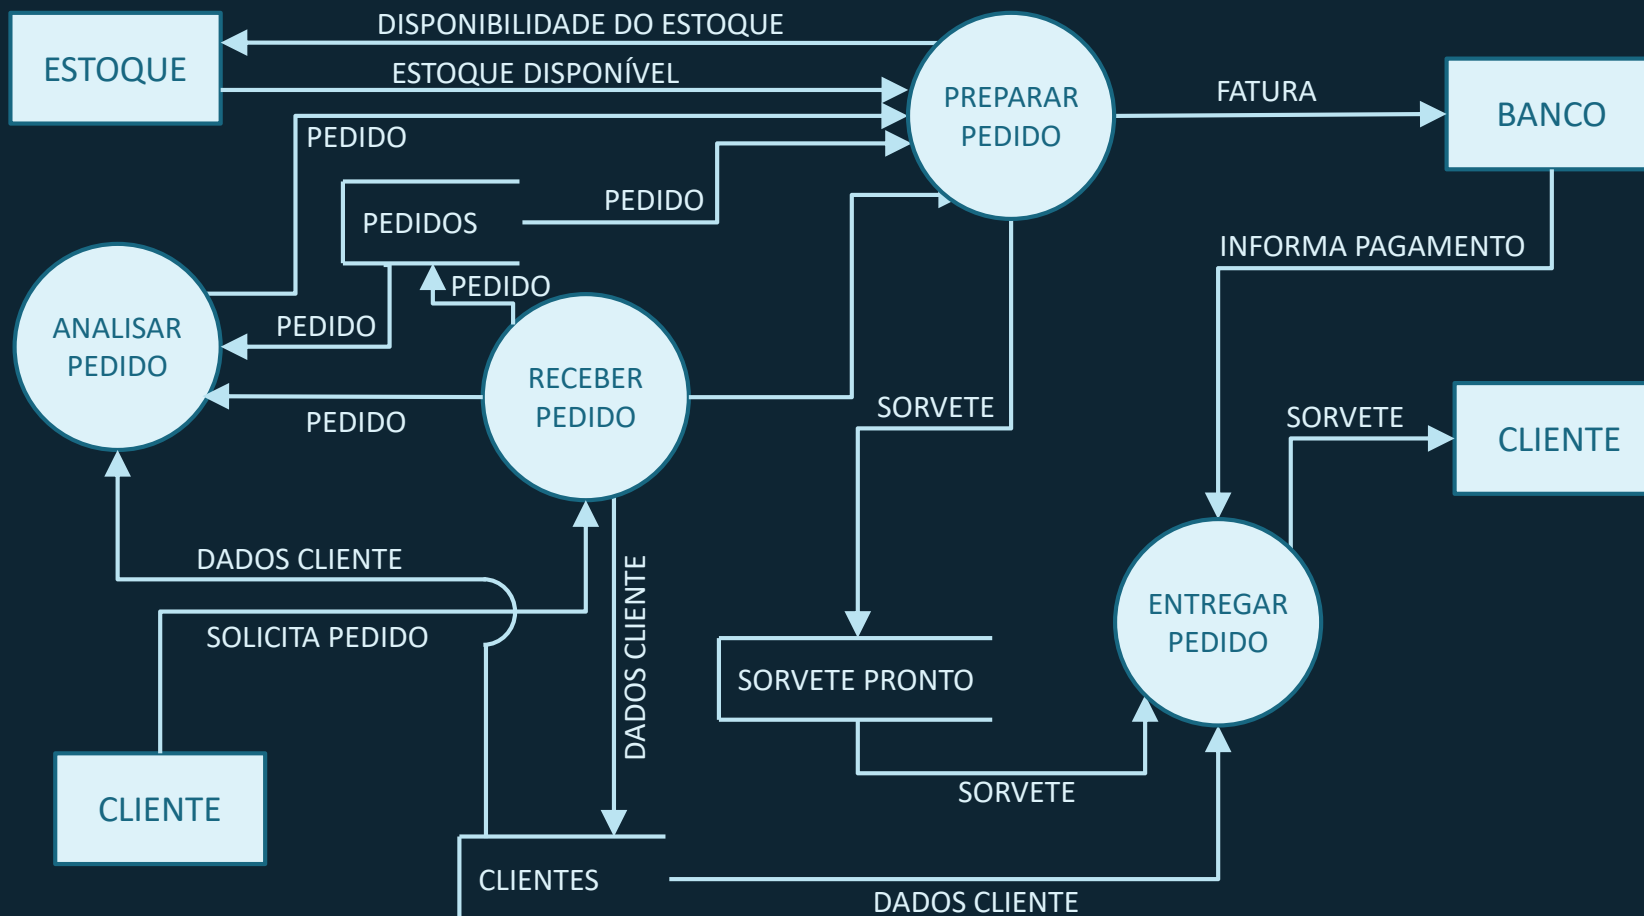 DISPONIBILIDADE DO ESTOQUE
ESTOQUE
ESTOQUE DISPONÍVEL
PREPARAR
PEDIDO
FATURA
BANCO
PEDIDO
PEDIDOS
PEDIDO
INFORMA PAGAMENTO
PEDIDO
ANALISAR
PEDIDO
PEDIDO
RECEBER
PEDIDO
PEDIDO
SORVETE
SORVETE
CLIENTE
DADOS CLIENTE
SOLICITA PEDIDO
DADOS CLIENTE
ENTREGAR
PEDIDO
SORVETE PRONTO
SORVETE
CLIENTE
CLIENTES
DADOS CLIENTE